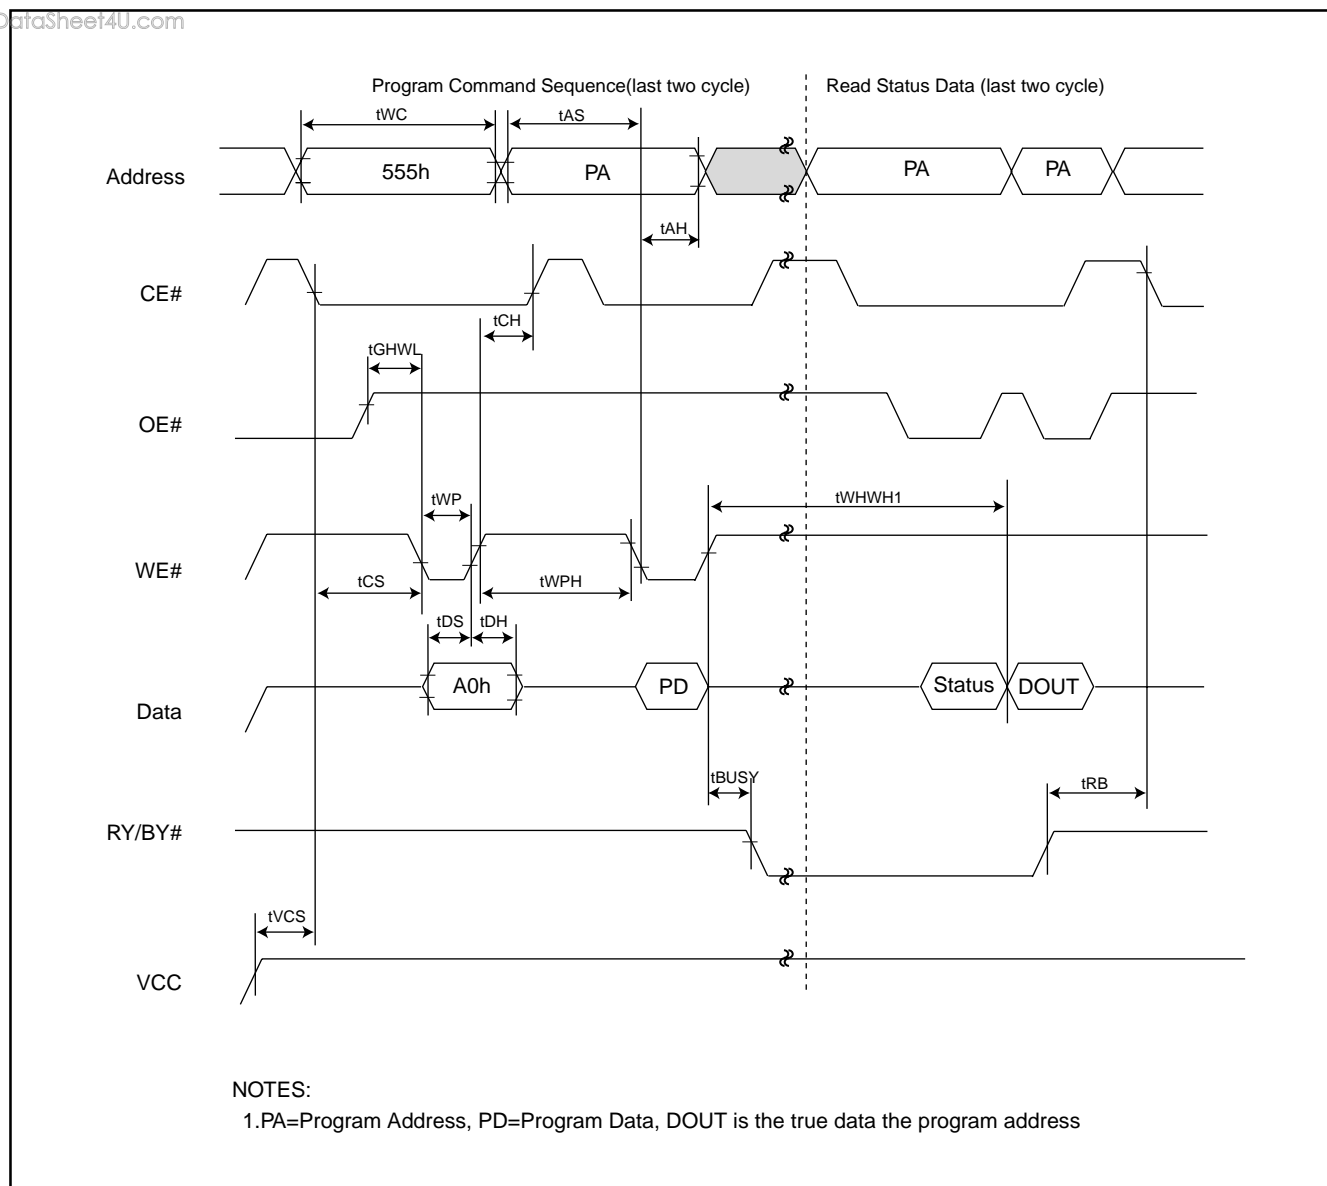 DataSheet4U.com
Program Command Sequence(last two cycle)
Read Status Data (last two cycle)
tWC
tAS
Address
555h
PA
PA
PA
tAH
CE#
tCH
tGHWL
OE#
tWP
tWHWH1
WE#
tCS
tWPH
tDS
tDH
Data
A0h
PD
Status
DOUT
tBUSY
tRB
RY/BY#
tVCS
VCC
NOTES:
1.PA=Program Address, PD=Program Data, DOUT is the true data the program address